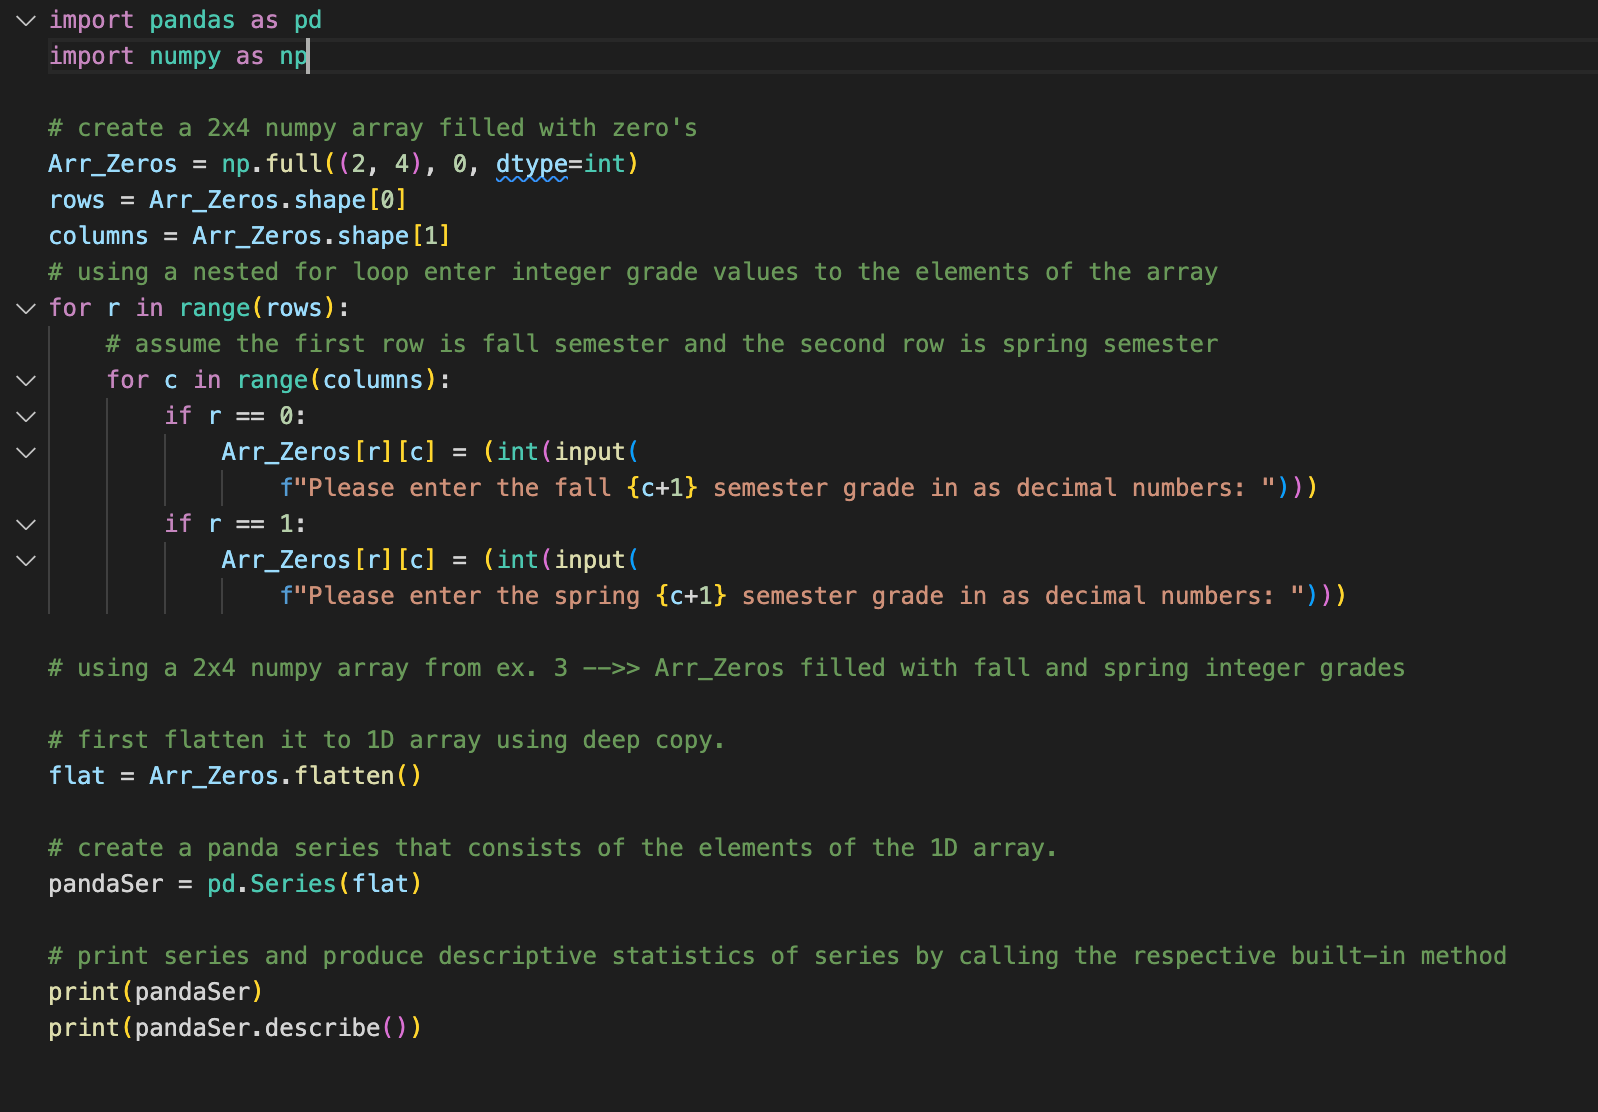 import pandas as pd
import numpy as np
# create a 2x4 numpy array filled with zero's
Arr_Zeros = np.full((2, 4), 0, dtype=int)
rows = Arr_Zeros.shape[0]
columns = Arr_Zeros.shape[1]
# using a nested for loop enter integer grade values to the elements of the array
for r in range(rows):
    # assume the first row is fall semester and the second row is spring semester
    for c in range(columns):
        if r == 0:
            Arr_Zeros[r][c] = (int(input(
                f"Please enter the fall {c+1} semester grade in as decimal numbers: ")))
        if r == 1:
            Arr_Zeros[r][c] = (int(input(
                f"Please enter the spring {c+1} semester grade in as decimal numbers: ")))
# using a 2x4 numpy array from ex. 3 -->> Arr_Zeros filled with fall and spring integer grades
# first flatten it to 1D array using deep copy.
flat = Arr_Zeros.flatten()
# create a panda series that consists of the elements of the 1D array.
pandaSer = pd.Series(flat)
# print series and produce descriptive statistics of series by calling the respective built-in method
print(pandaSer)
print(pandaSer.describe())